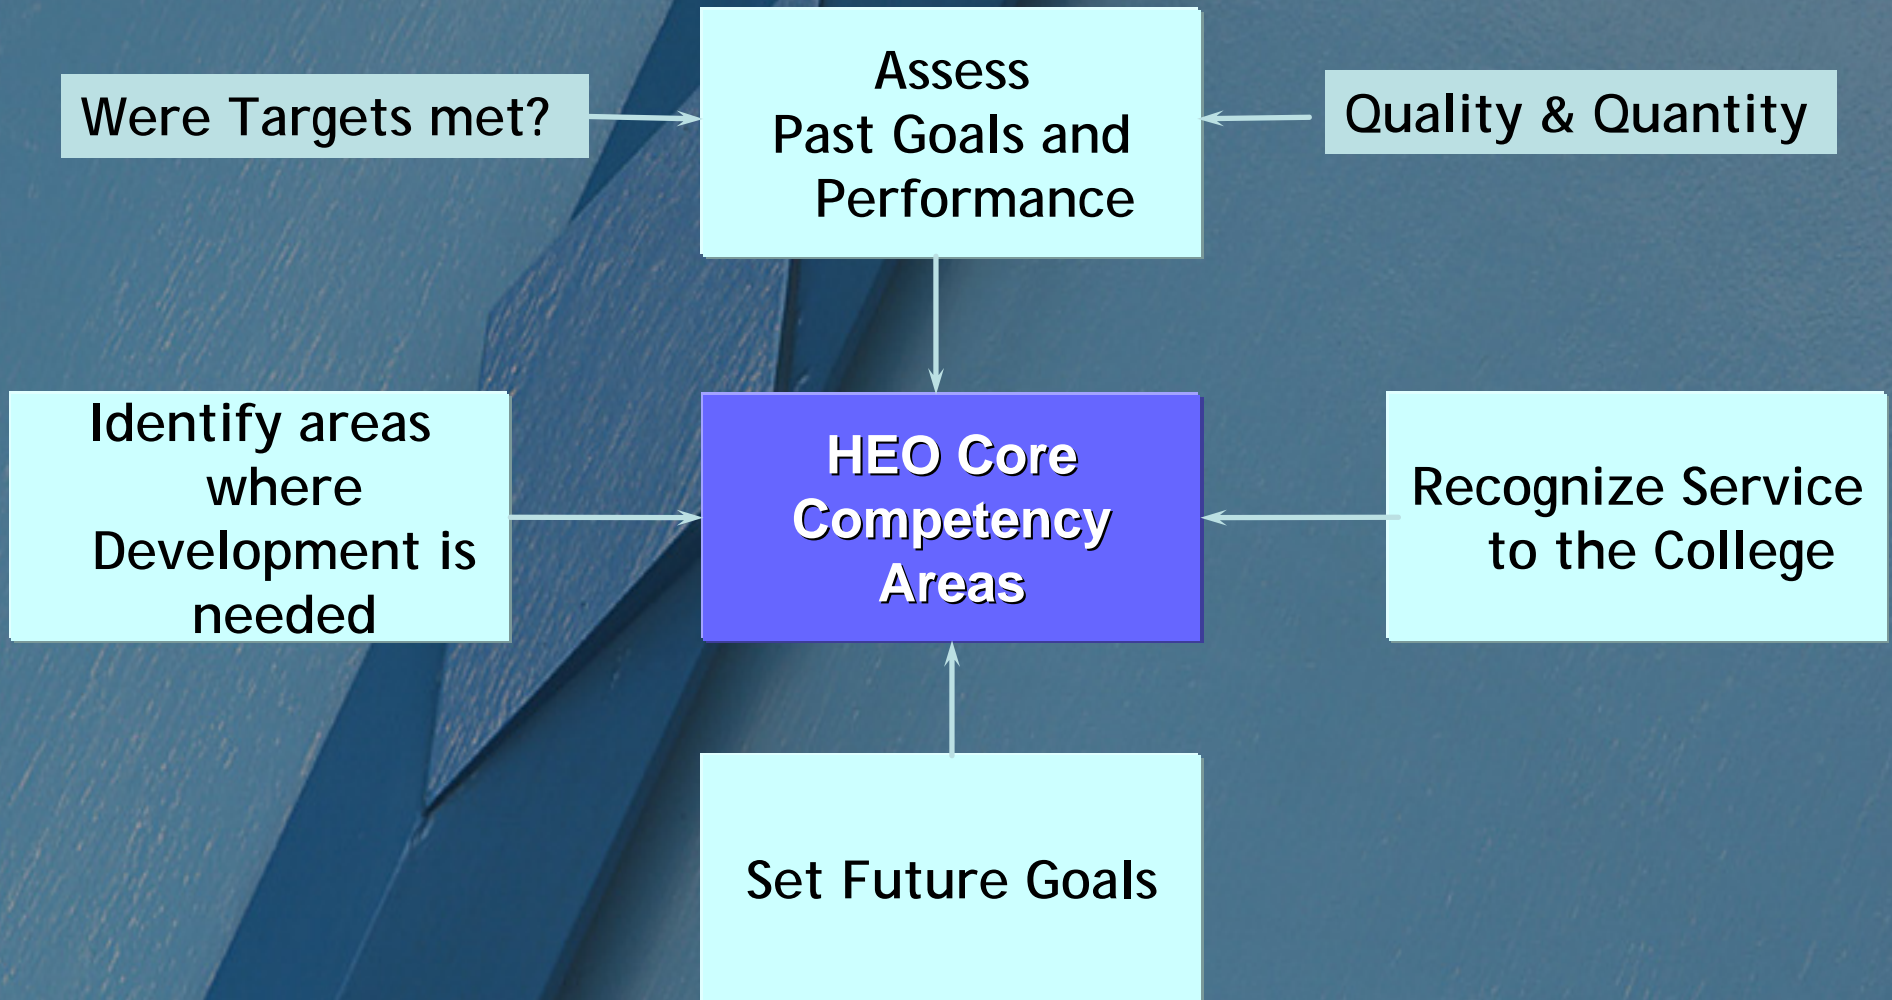 Assess
Past Goals and
Performance
Were Targets met?
Quality & Quantity
Identify areas
where
Development is
needed
HEO Core
Competency
Areas
Recognize Service
to the College
Set Future Goals